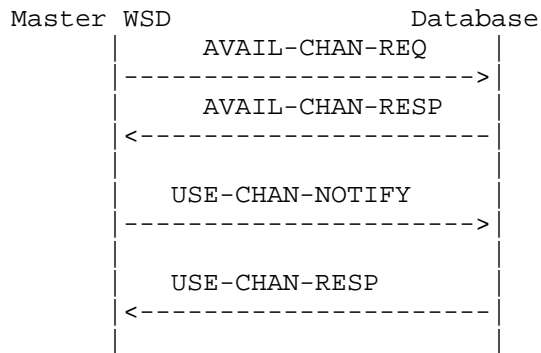 Master WSD                Database
AVAIL-CHAN-REQ
|---------------------->|
AVAIL-CHAN-RESP
|<----------------------|
USE-CHAN-NOTIFY
|---------------------->|
USE-CHAN-RESP
|<----------------------|